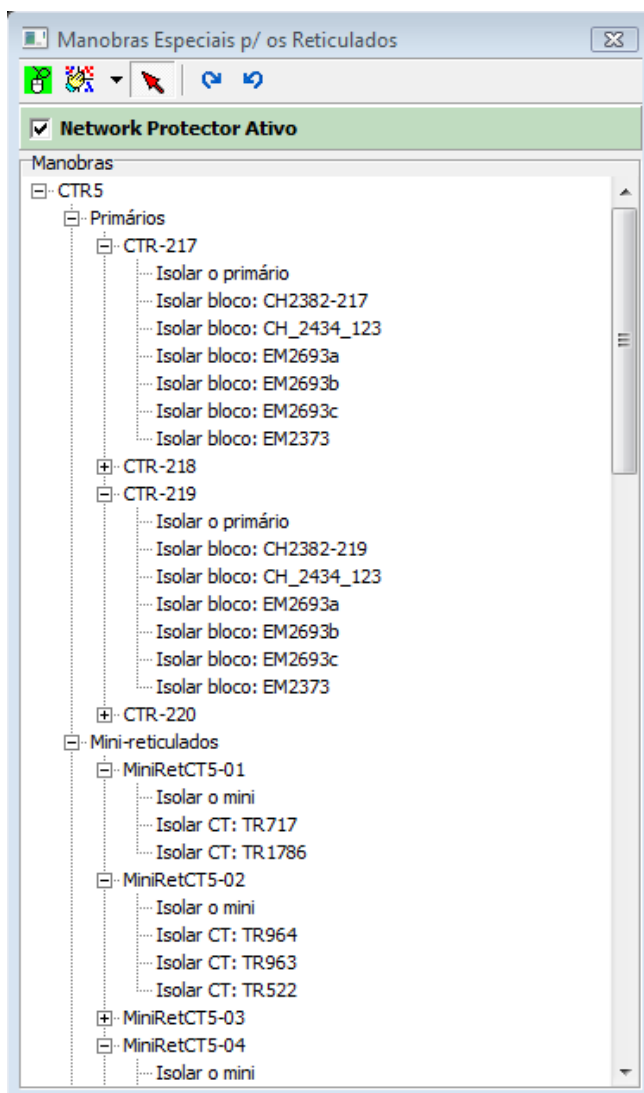 Manobras Especiais p/ os Reticulados
Network Protector Ativo
Manobras
CTR5
Primários
CTR-217
Isolar o primário
Isolar bloco: CH2382-217
Isolar bloco: CH_2434_123
Isolar bloco: EM2693a
Isolar bloco: EM2693b
Isolar bloco: EM2693c
Isolar bloco: EM2373
CTR-218
CTR-219
Isolar o primário
Isolar bloco: CH2382-219
Isolar bloco: CH_2434_123
Isolar bloco: EM2693a
Isolar bloco: EM2693b
Isolar bloco: EM2693c
Isolar bloco: EM2373
CTR-220
Mini-reticulados
MiniRetCT5-01
Isolar o mini
Isolar CT: TR717
Isolar CT: TR1786
MiniRetCT5-02
Isolar o mini
Isolar CT: TR964
Isolar CT: TR963
Isolar CT: TR522
MiniRetCT5-03
MiniRetCT5-04
Isolar o mini